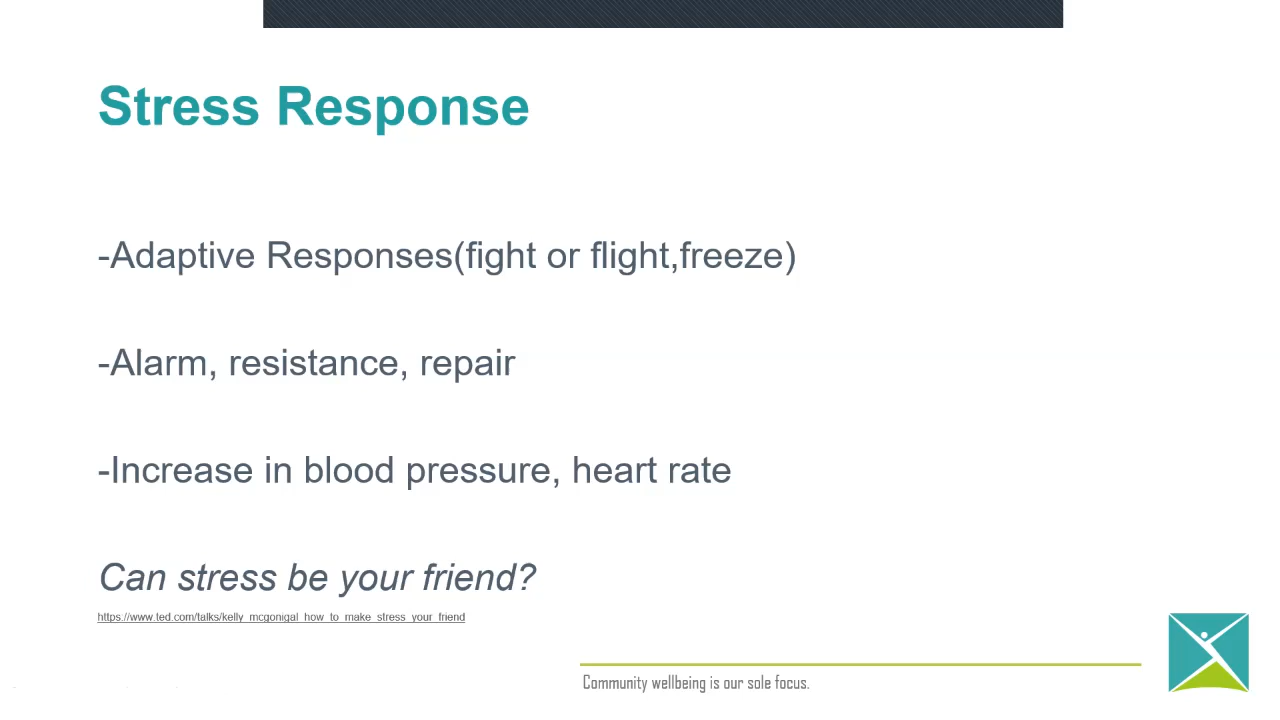 Stress Response
-Adaptive Responses(fight or flight,freeze)
-Alarm, resistance, repair
-Increase in blood pressure, heart rate
Can stress be your friend?
https://www.ted.com/talks/kelly_mcgonigal_how_to_make_stress_your_friend
Community wellbeing is our sole focus.